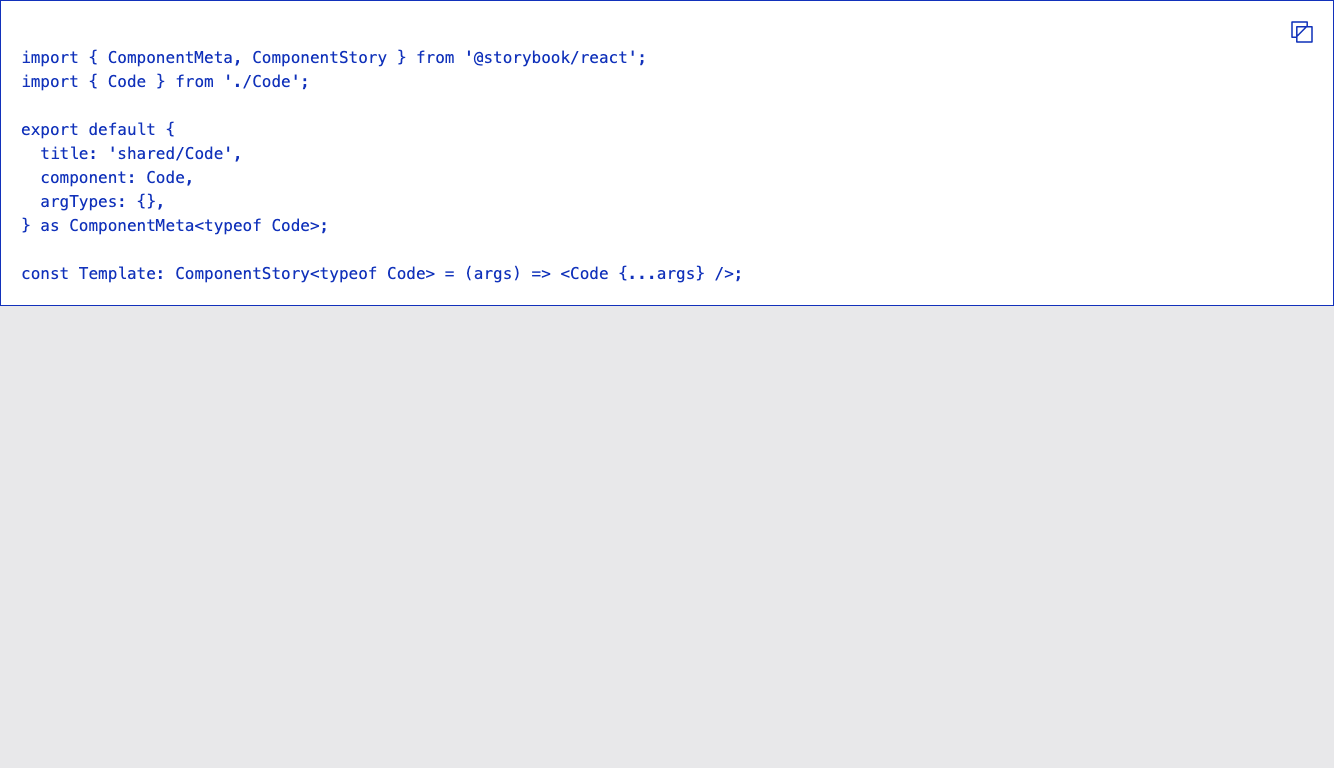 import { ComponentMeta, ComponentStory } from '@storybook/react';
import { Code } from './Code';

export default {
  title: 'shared/Code',
  component: Code,
  argTypes: {},
} as ComponentMeta<typeof Code>;

const Template: ComponentStory<typeof Code> = (args) => <Code {...args} />;